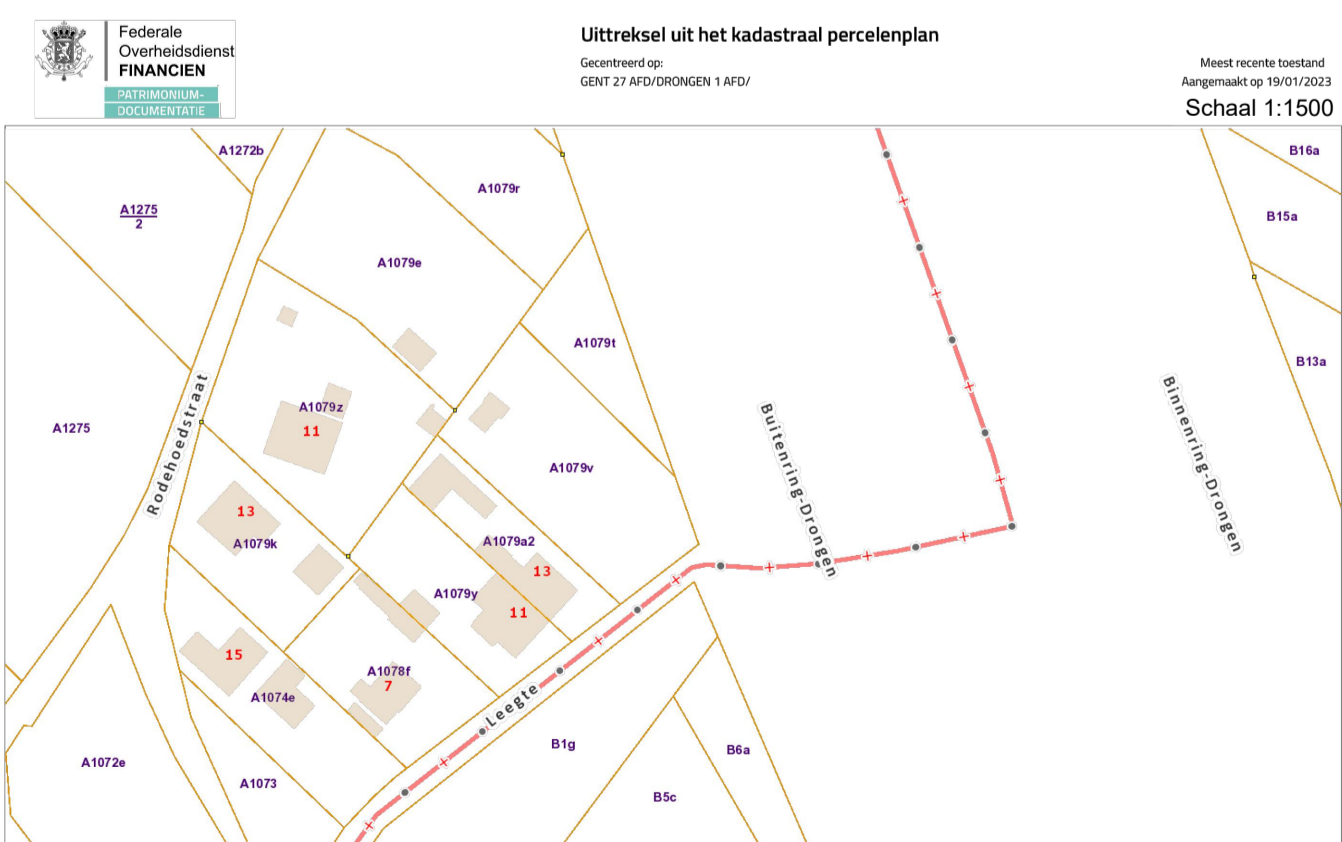 Federale
Overheidsdienst
FINANCIEN
PATRIMONIUM-
DOCUMENTATIE
Uittreksel uit het kadastraal percelenplan
Gecentreerd op:
GENT 27 AFD/DRONGEN 1 AFD/
Meest recente toestand
Aangemaakt op 19/01/2023
Schaal 1:1500
A1272b
B16a
A1079r
A1275
2
B15a
A1079e
A1079t
B13a
A1079z
11
A1275
Rodehoedstraat
Buitenring-Drongen
Binnenring-Drongen
A1079v
13
A1079k
A1079a2
13
A1079y
11
15
A1078f
7
A1074e
Leegte
B1g
B6a
A1072e
A1073
B5c